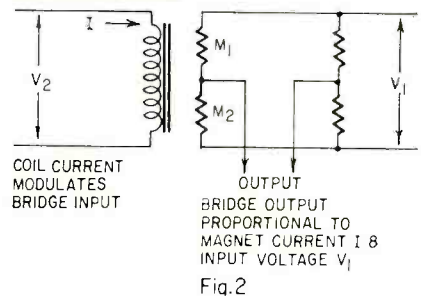 I
V2
M1
M2
V1
COIL CURRENT
MODULATES
BRIDGE INPUT
OUTPUT
BRIDGE OUTPUT
PROPORTIONAL TO
MAGNET CURRENT I 8
INPUT VOLTAGE V1
Fig.2